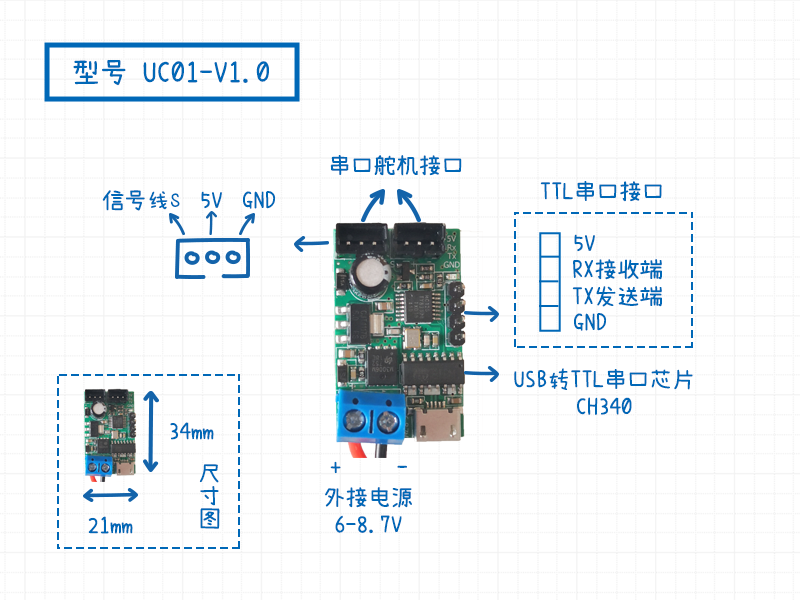 型号 UC01-V1.0
串口舵机接口
信号线S 5V GND
TTL串口接口
5V
RX接收端
TX发送端
GND
5V
Rx
TX
GND
USB转TTL串口芯片
CH340
+ -
外接电源
6-8.7V
34mm
21mm
尺寸图